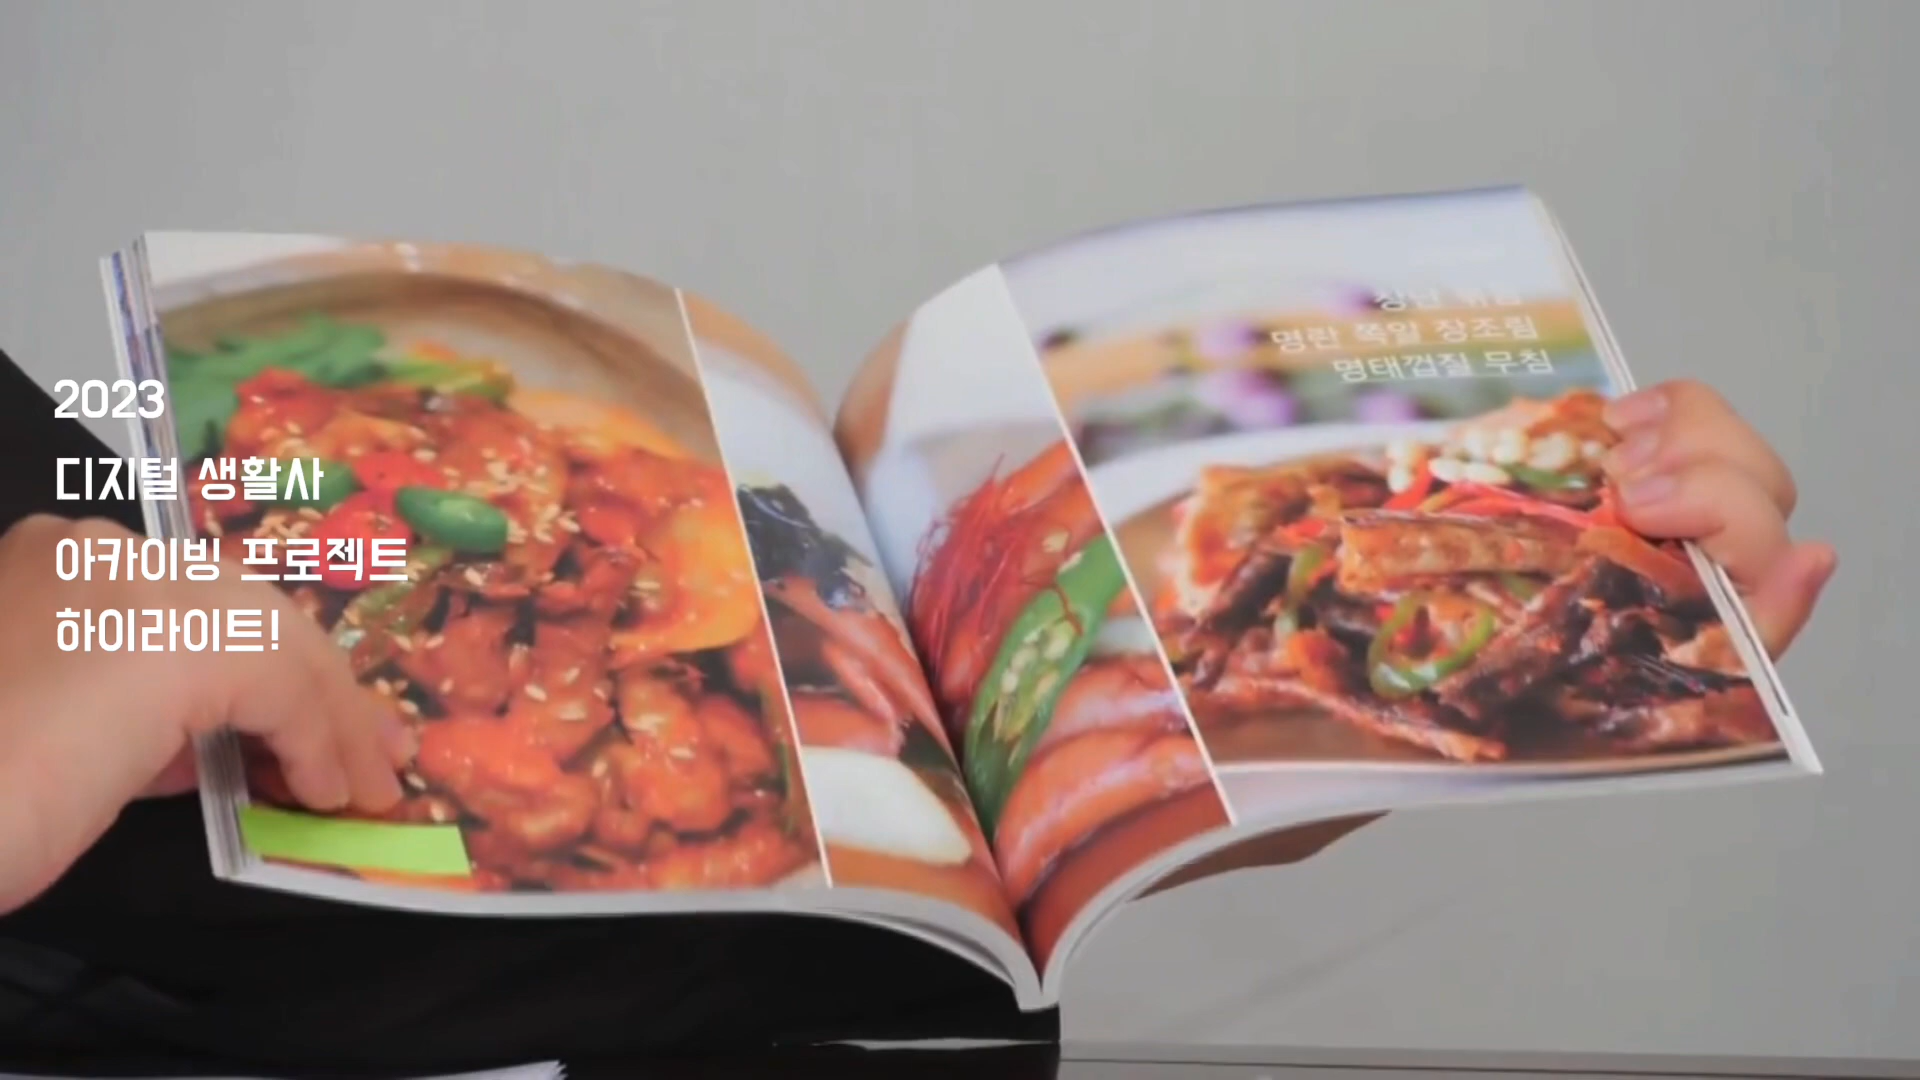 2023
디지털 생활사
아카이빙 프로젝트
하이라이트!
명란 쪽알 장조림
명태껍질 무침